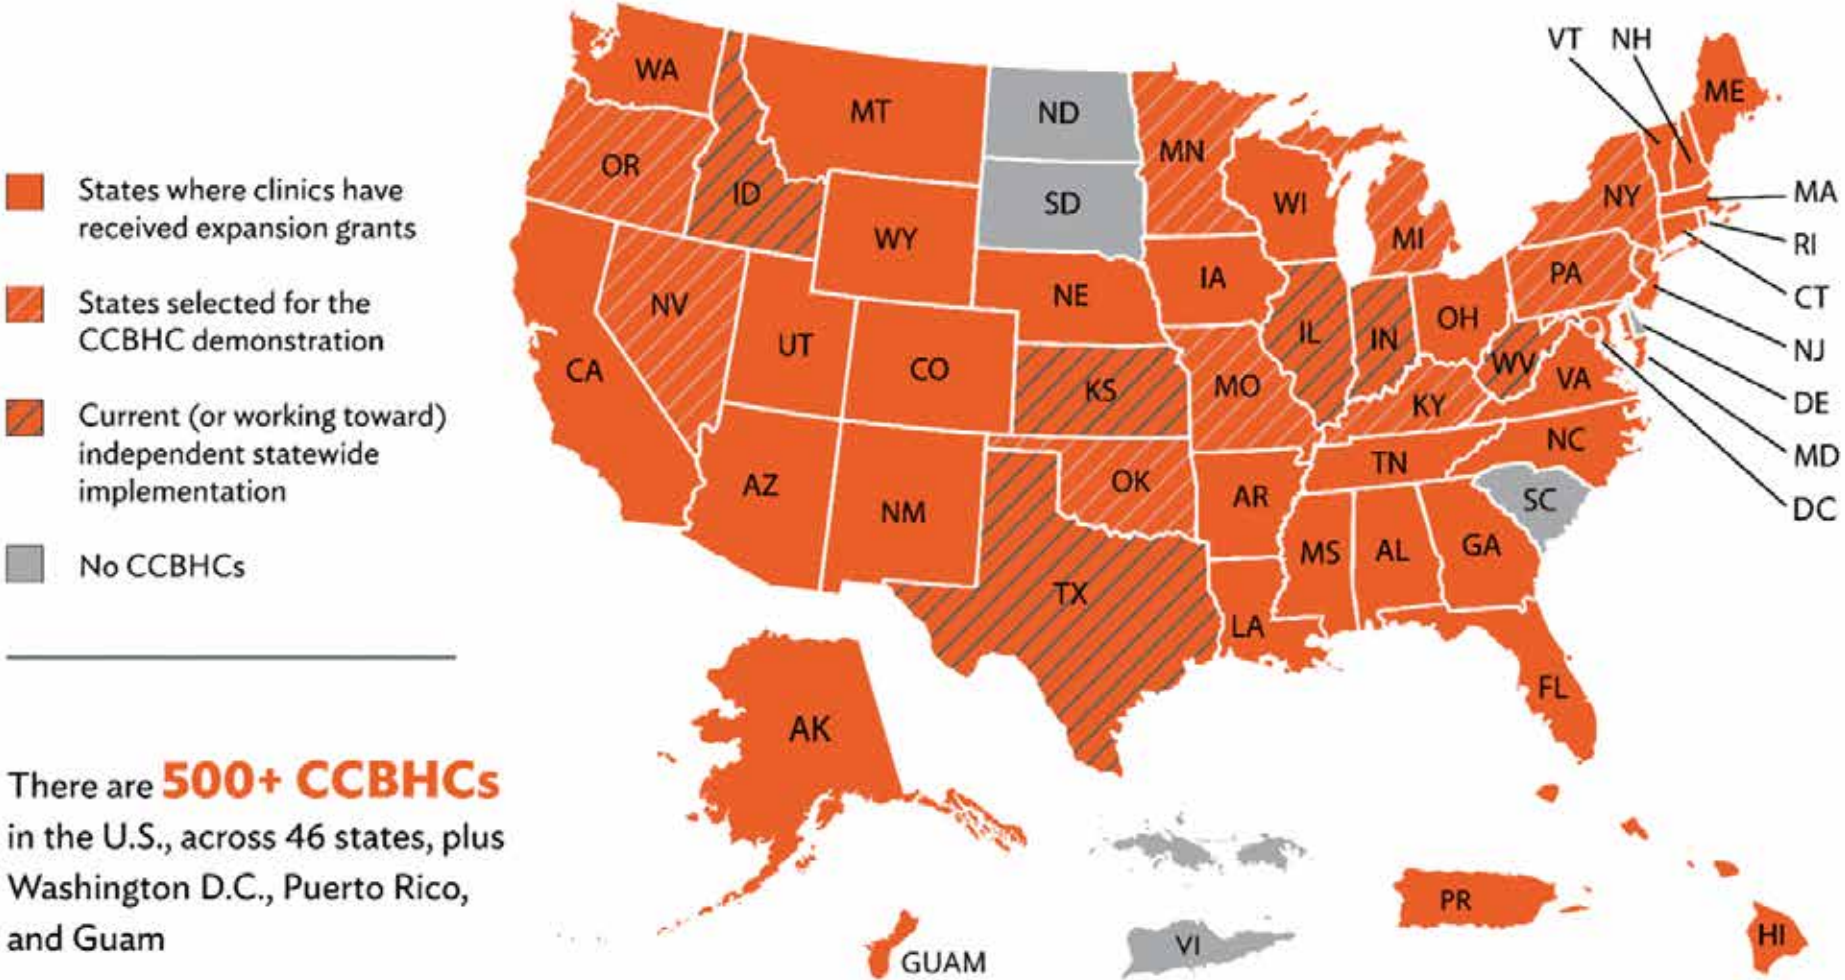 States where clinics have
received expansion grants
States selected for the
CCBHC demonstration
Current (or working toward)
independent statewide
implementation
No CCBHCs
There are 500+ CCBHCs
in the U.S., across 46 states, plus
Washington D.C., Puerto Rico,
and Guam
VT NH
WA
MT
ND
MN
ME
OR
ID
SD
WI
NY
MA
WY
MI
RI
IA
PA
NV
NE
CT
UT
IL
IN
OH
NJ
CA
CO
KS
MO
WV
VA
KY
DE
AZ
NM
OK
AR
TN
NC
MD
SC
DC
MS
AL
GA
TX
LA
FL
AK
PR
VI
HI
GUAM